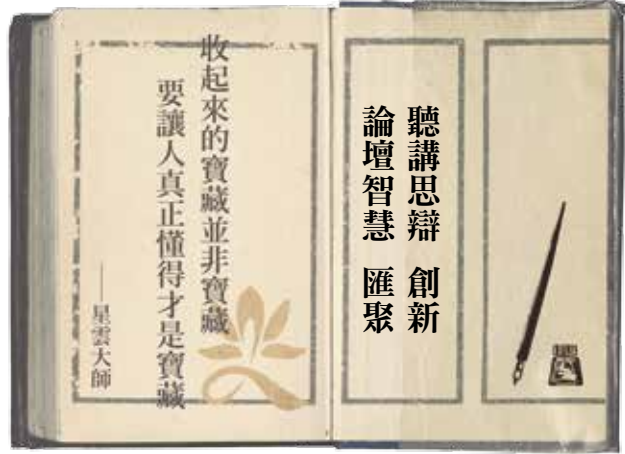 聽講思辯 創新
論壇智慧 匯聚
收起來的寶藏並非寶藏
要讓人真正懂得才是寶藏
——星雲大師